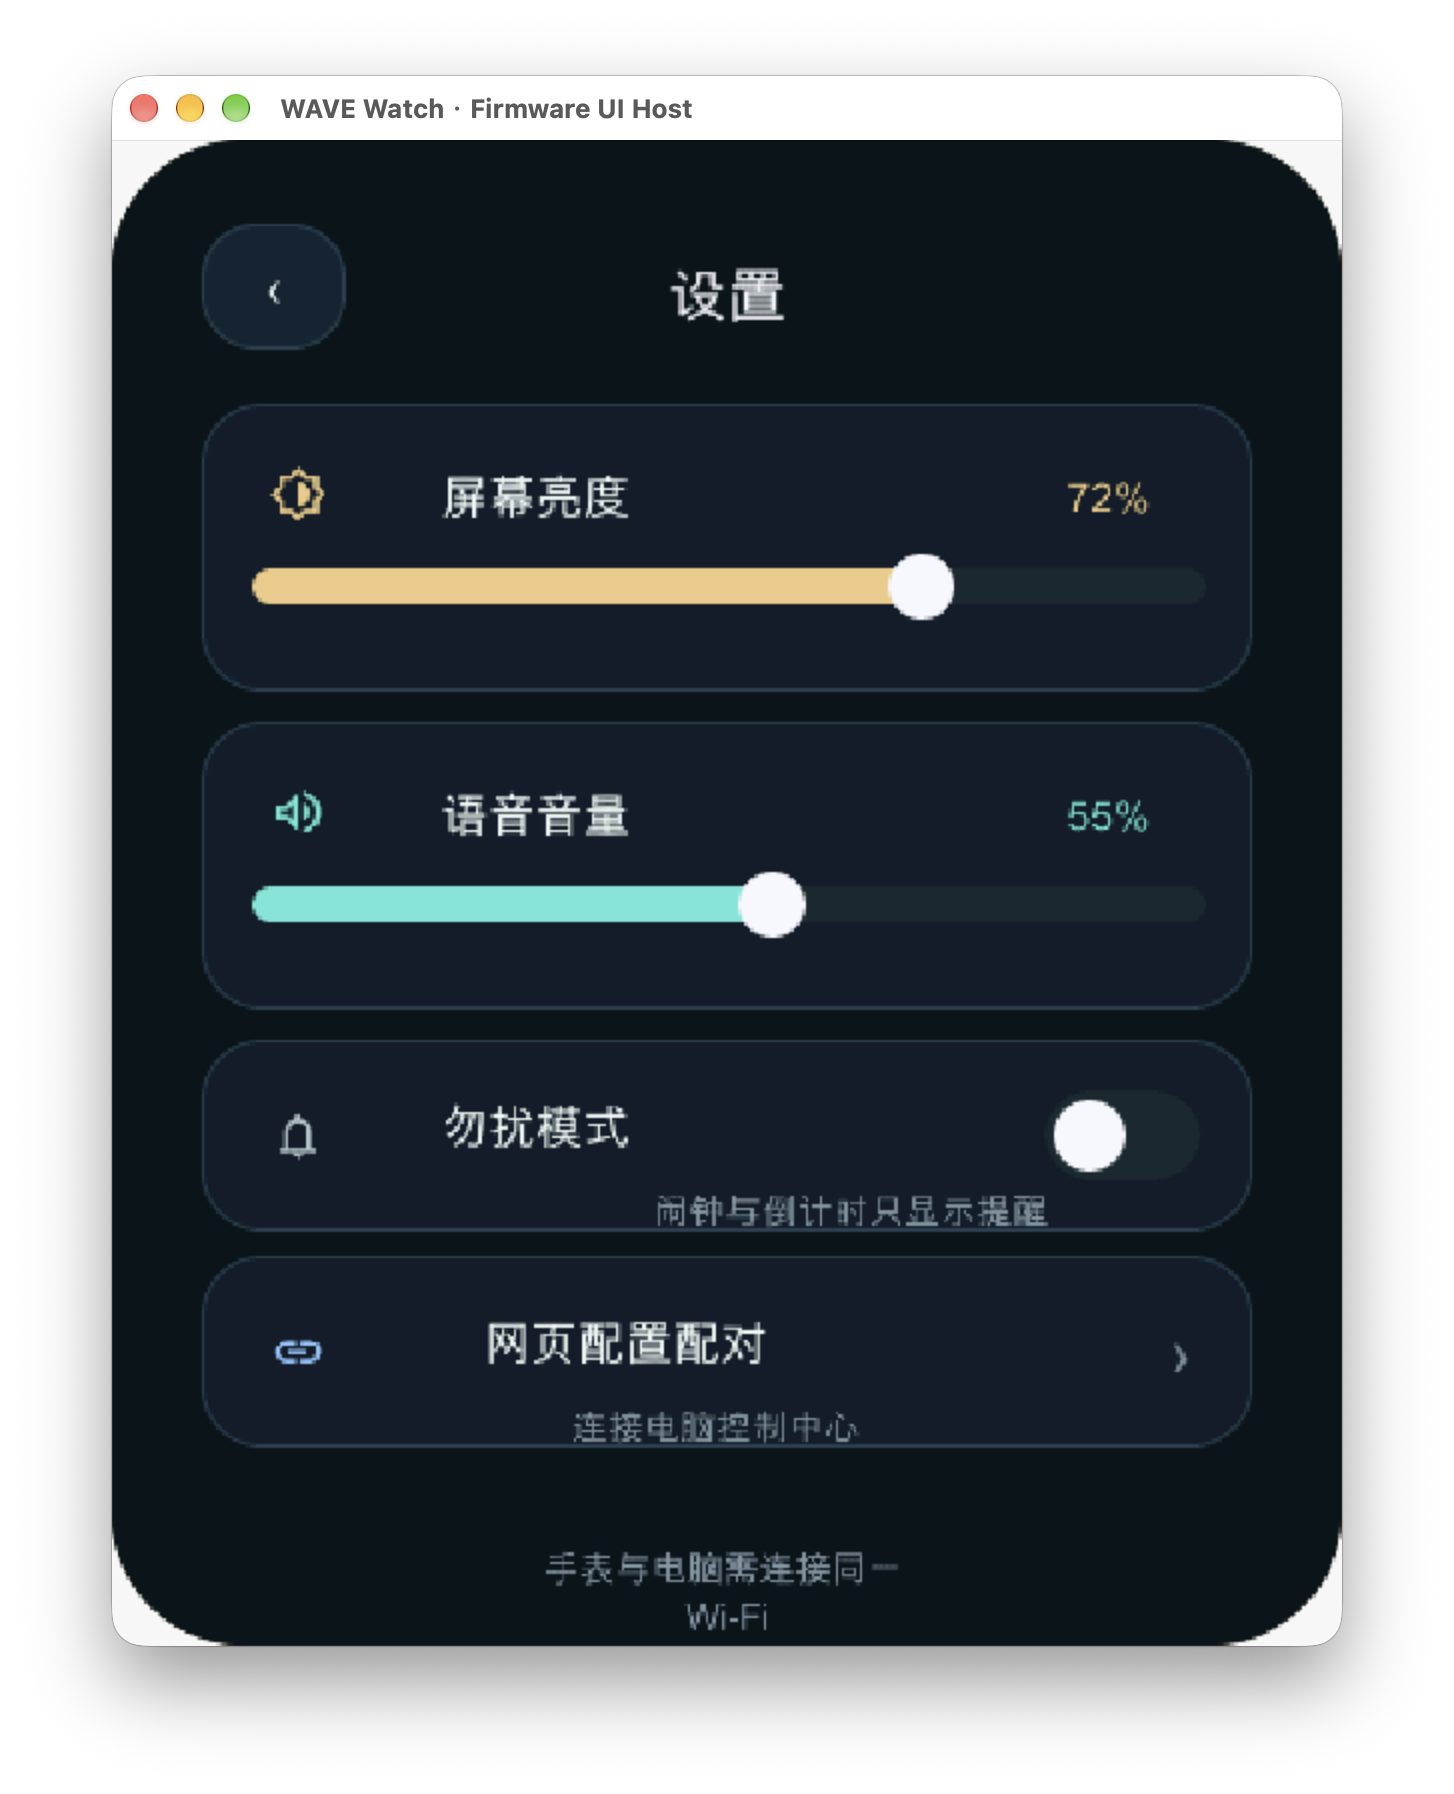 WAVE Watch · Firmware UI Host
‹
设置
屏幕亮度
72%
语音音量
55%
勿扰模式
闹钟与倒计时只显示提醒
网页配置配对
›
连接电脑控制中心
手表与电脑需连接同一
Wi-Fi